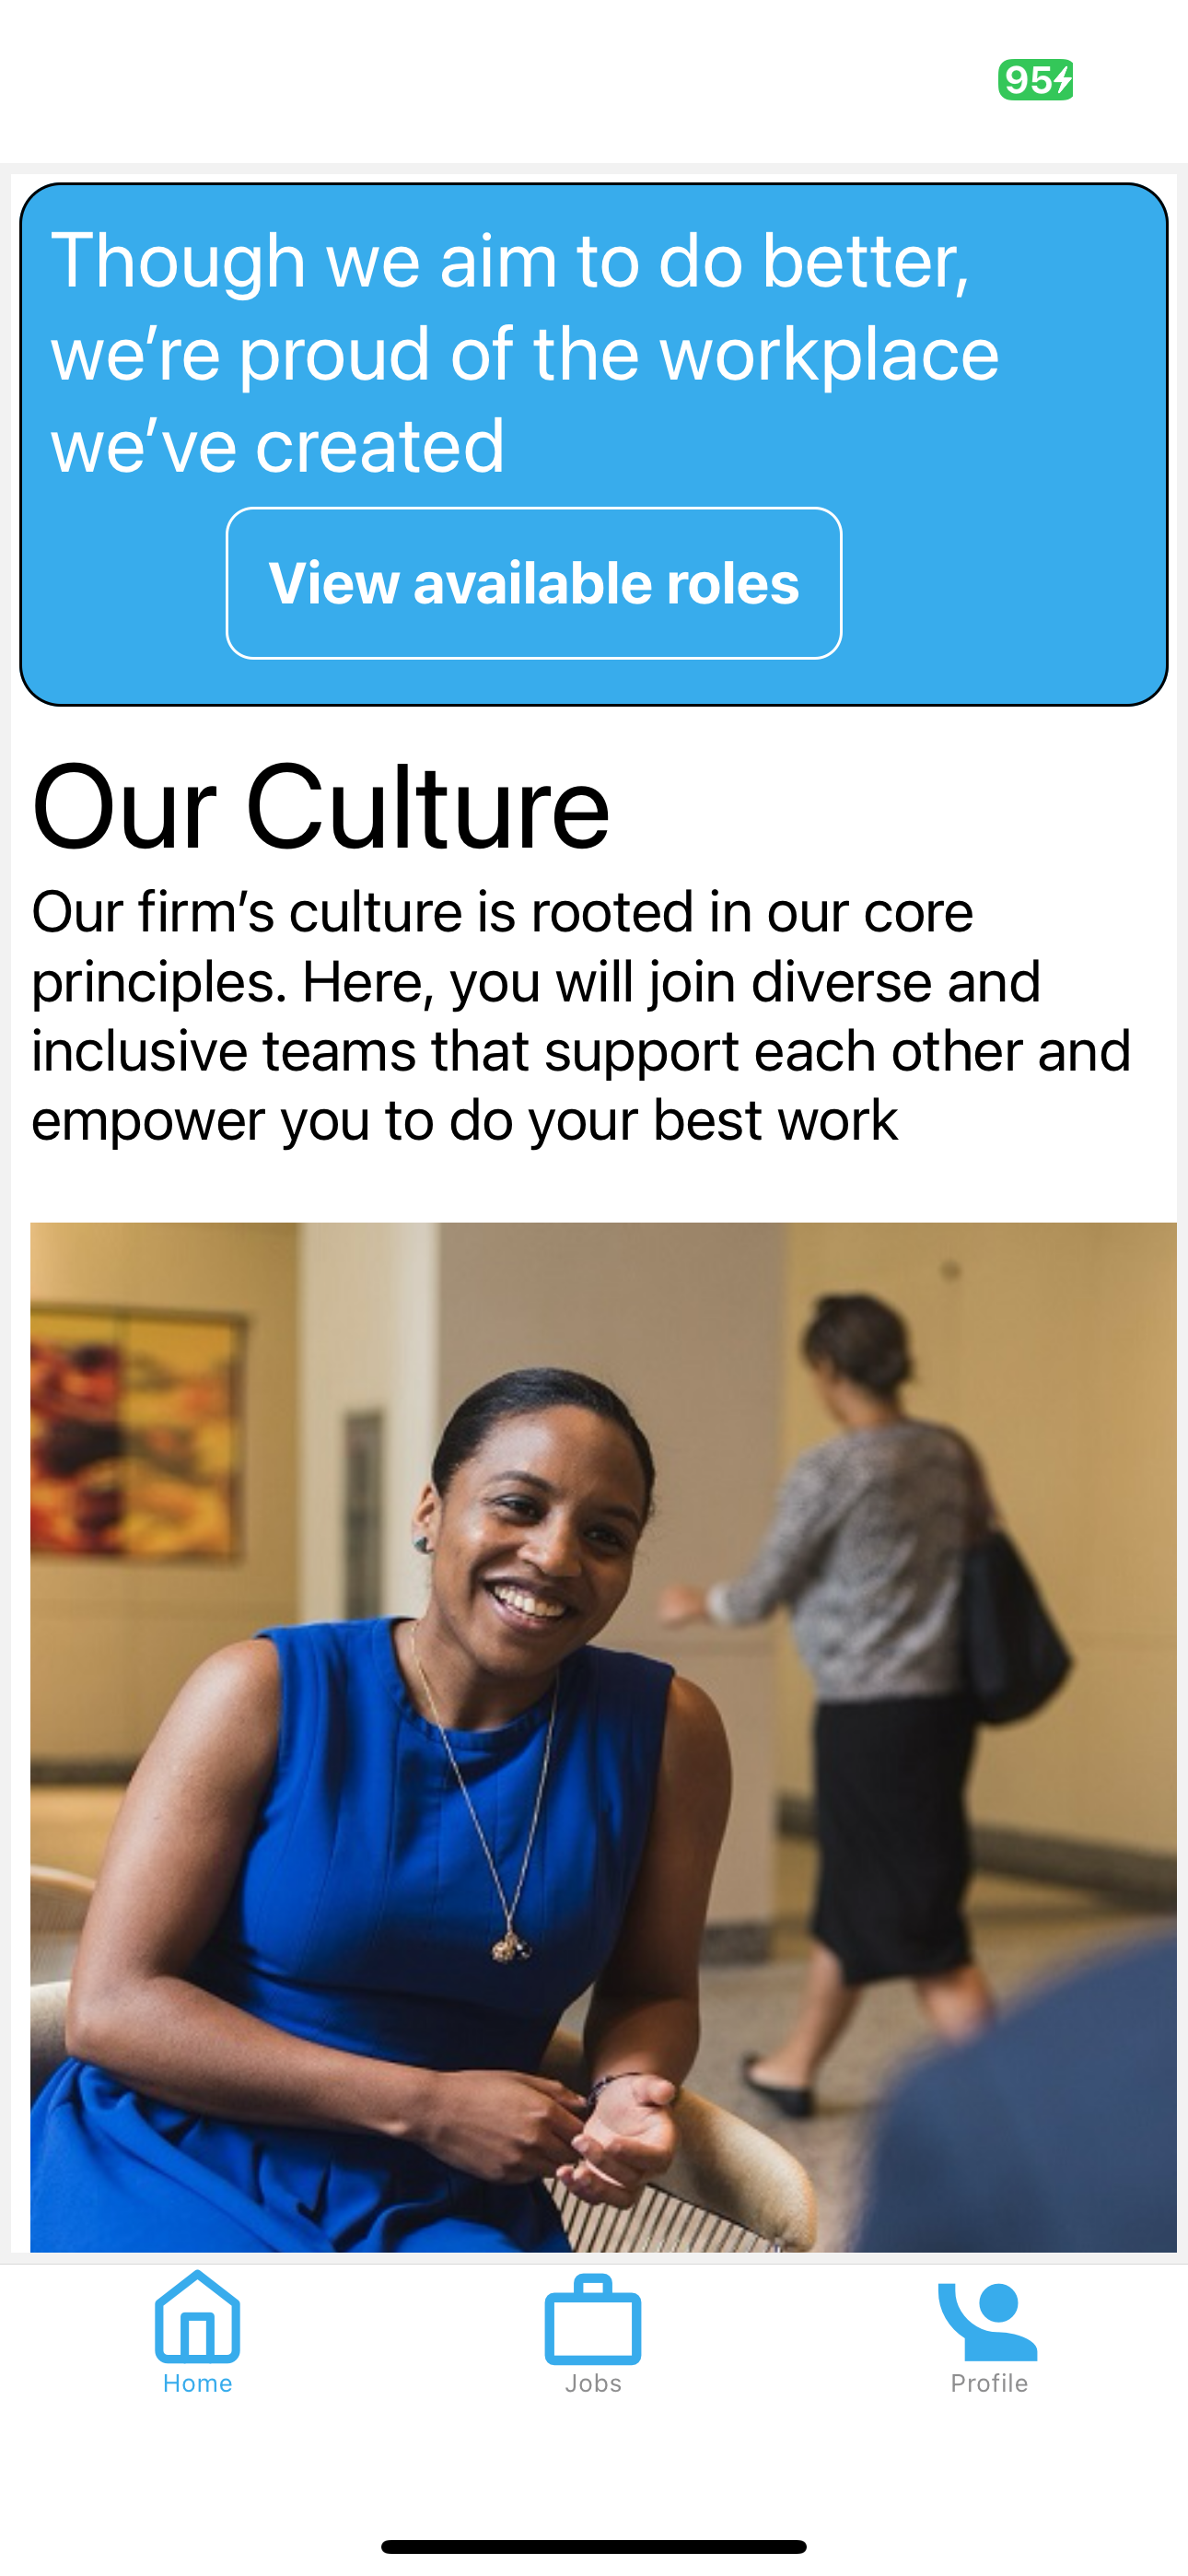 95
Though we aim to do better,
we’re proud of the workplace
we’ve created
View available roles
Our Culture
Our firm’s culture is rooted in our core
principles. Here, you will join diverse and
inclusive teams that support each other and
empower you to do your best work
Home
Jobs
Profile